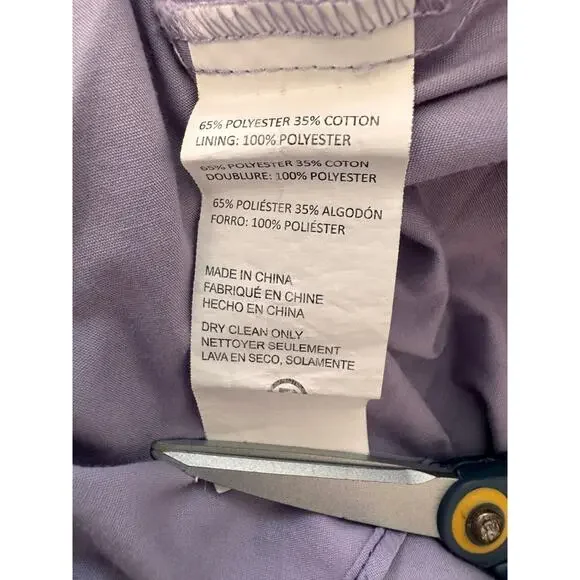 65% POLYESTER 35% COTTON
LINING: 100% POLYESTER
65% POLYESTER 35% COTON
DOUBLURE: 100% POLYESTER
65% POLIÉSTER 35% ALGODÓN
FORRO: 100% POLIÉSTER
MADE IN CHINA
FABRIQUÉ EN CHINE
HECHO EN CHINA
DRY CLEAN ONLY
NETTOYER SEULEMENT
LAVA EN SECO, SOLAMENTE